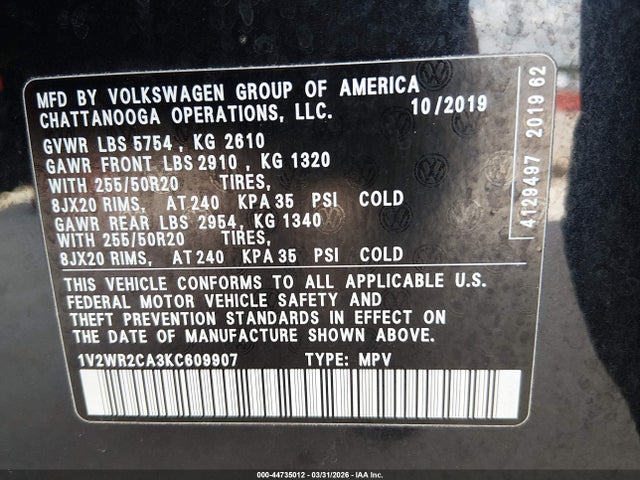 MFD BY VOLKSWAGEN GROUP OF AMERICA
CHATTANOOGA OPERATIONS, LLC. 10/2019
GVWR LBS 5754 , KG 2610
GAWR FRONT LBS 2910 , KG 1320
WITH 255/50R20 TIRES,
8JX20 RIMS, AT 240 KPA 35 PSI COLD
GAWR REAR LBS 2954 , KG 1340
WITH 255/50R20 TIRES,
8JX20 RIMS, AT 240 KPA 35 PSI COLD
THIS VEHICLE CONFORMS TO ALL APPLICABLE U.S.
FEDERAL MOTOR VEHICLE SAFETY AND
THEFT PREVENTION STANDARDS IN EFFECT ON
THE DATE OF MANUFACTURE SHOWN ABOVE.
1V2WR2CA3KC609907 TYPE: MPV
4129497 2019 62
000-44735012 - 03/31/2026 - IAA Inc.